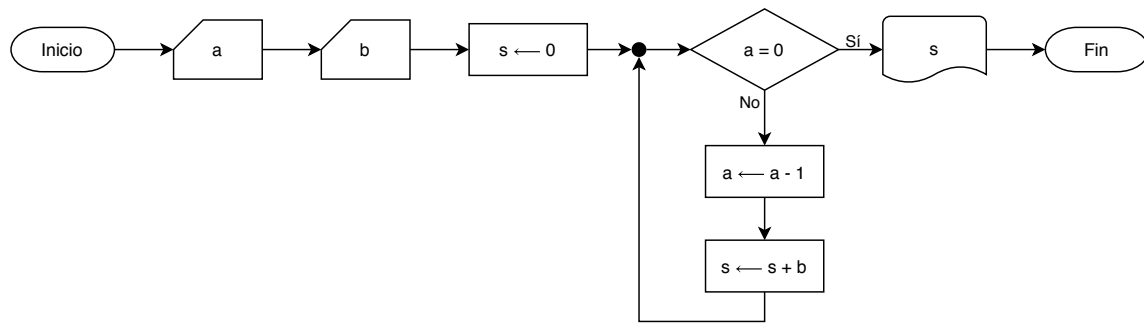 Inicio
a
b
s ⟵ 0
a = 0
Sí
s
Fin
No
a ⟵ a - 1
s ⟵ s + b